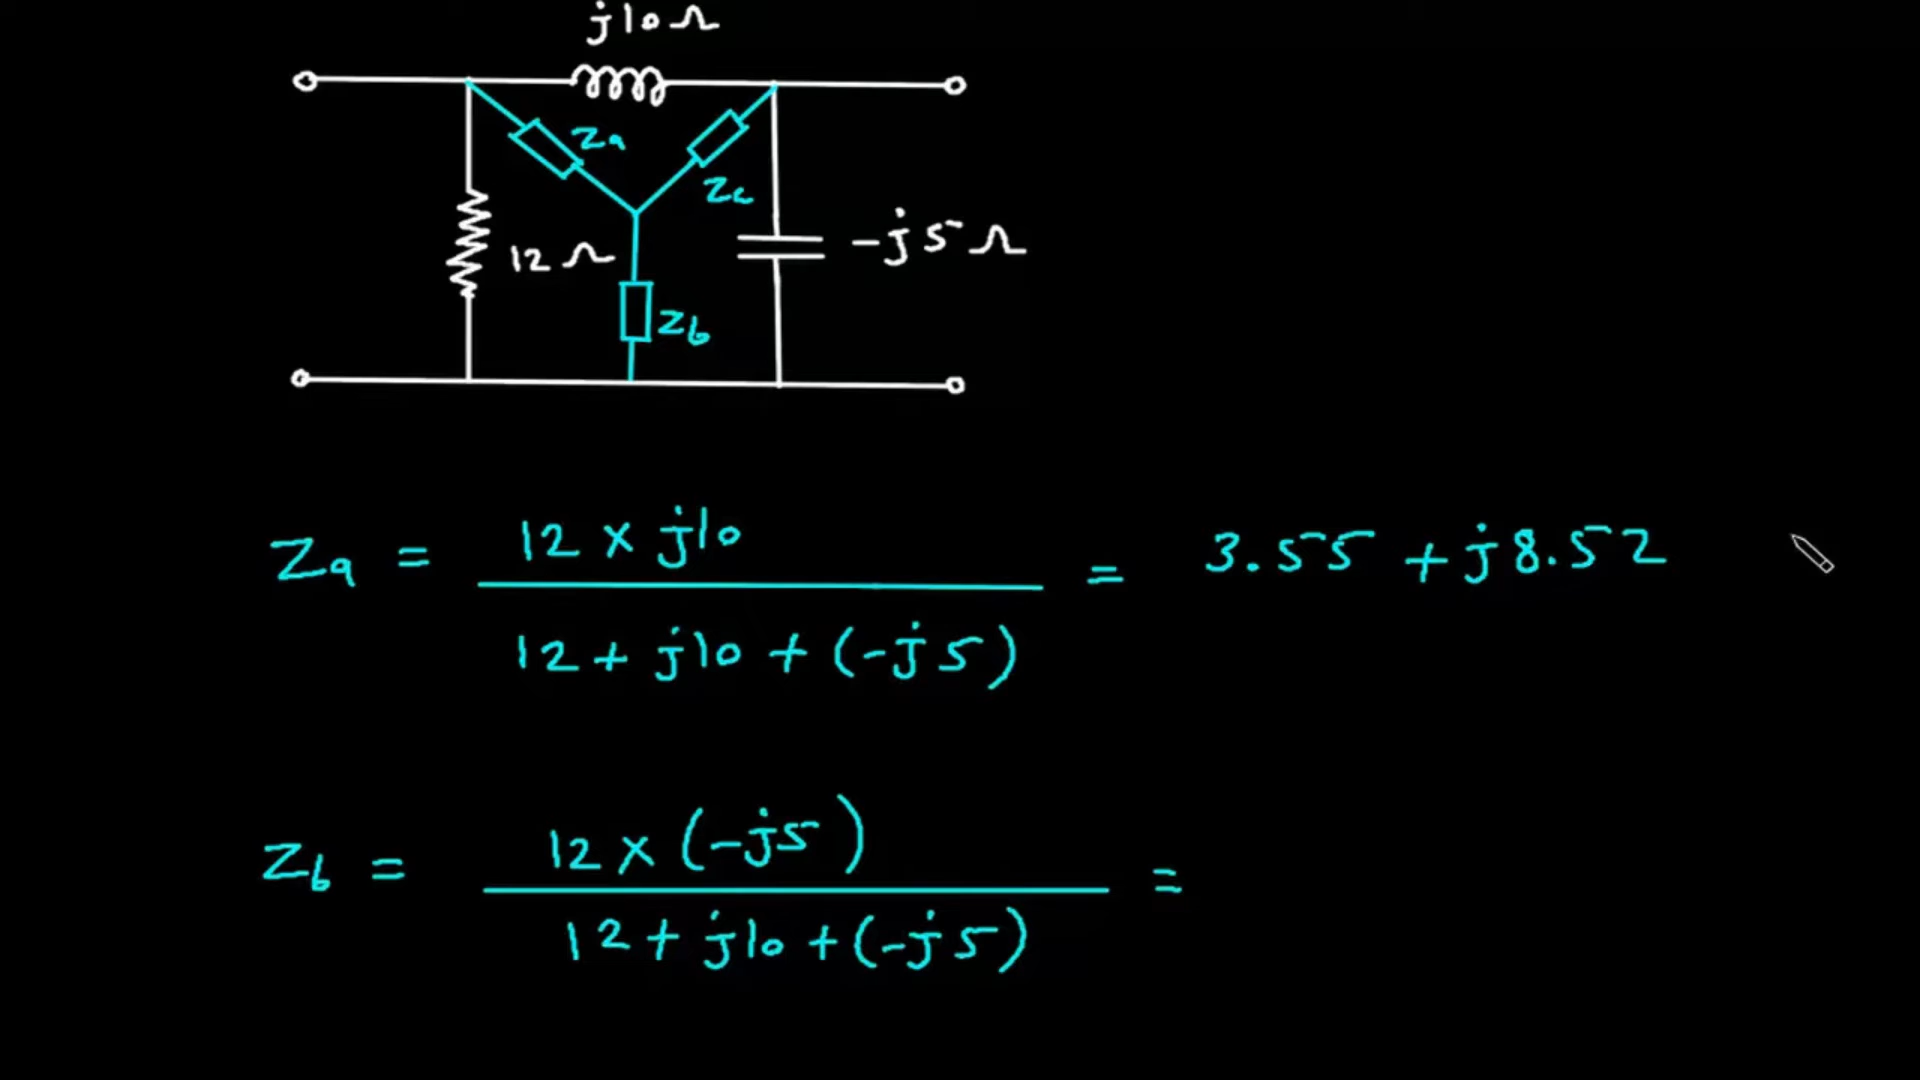 j10Ω
Za
Zc
12Ω
-j5Ω
Zb
Za = 12 x j10 / 12 + j10 + (-j5) = 3.55 + j8.52
Zb = 12 x (-j5) / 12 + j10 + (-j5) =